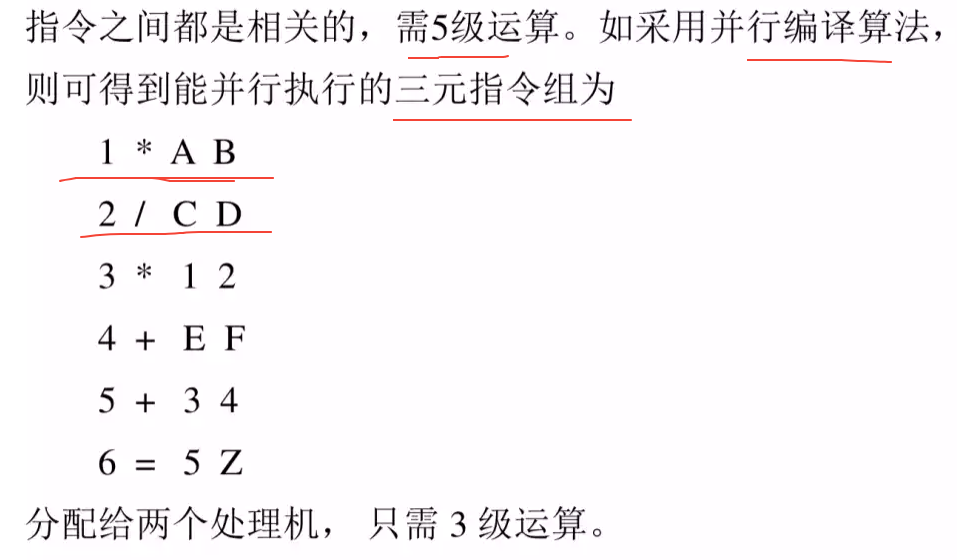 指令之间都是相关的，需5级运算。如采用并行编译算法，
则可得到能并行执行的三元指令组为
1 * A B
2 / C D
3 * 1 2
4 + E F
5 + 3 4
6 = 5 Z
分配给两个处理机， 只需 3 级运算。